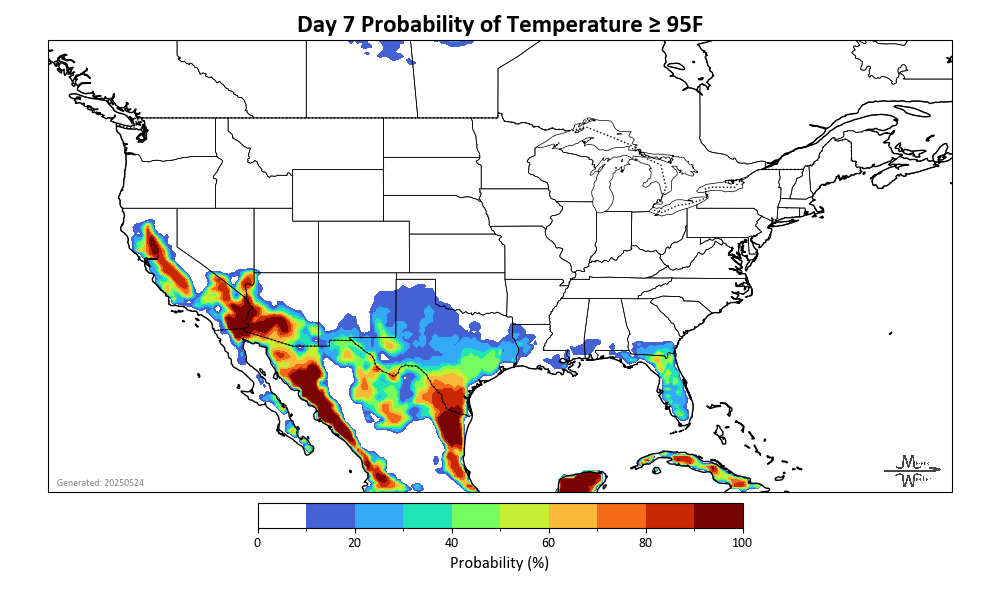 Day 7 Probability of Temperature ≥ 95F
Generated: 20250524
0 20 40 60 80 100
Probability (%)